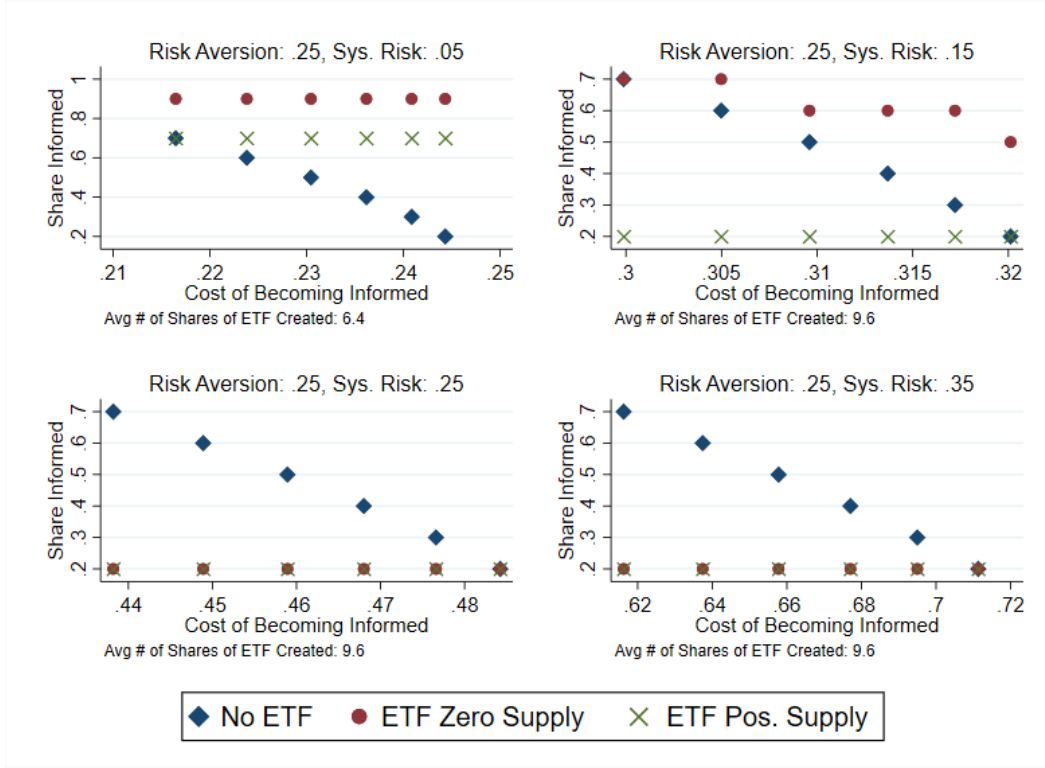 Risk Aversion: .25, Sys. Risk: .05
Share Informed
1
.8
.6
.4
.2
.21 .22 .23 .24 .25
Cost of Becoming Informed
Avg # of Shares of ETF Created: 6.4
Risk Aversion: .25, Sys. Risk: .15
Share Informed
.7
.6
.5
.4
.3
.2
.3 .305 .31 .315 .32
Cost of Becoming Informed
Avg # of Shares of ETF Created: 9.6
Risk Aversion: .25, Sys. Risk: .25
Share Informed
.7
.6
.5
.4
.3
.2
.44 .45 .46 .47 .48
Cost of Becoming Informed
Avg # of Shares of ETF Created: 9.6
Risk Aversion: .25, Sys. Risk: .35
Share Informed
.7
.6
.5
.4
.3
.2
.62 .64 .66 .68 .7 .72
Cost of Becoming Informed
Avg # of Shares of ETF Created: 9.6
No ETF ETF Zero Supply ETF Pos. Supply